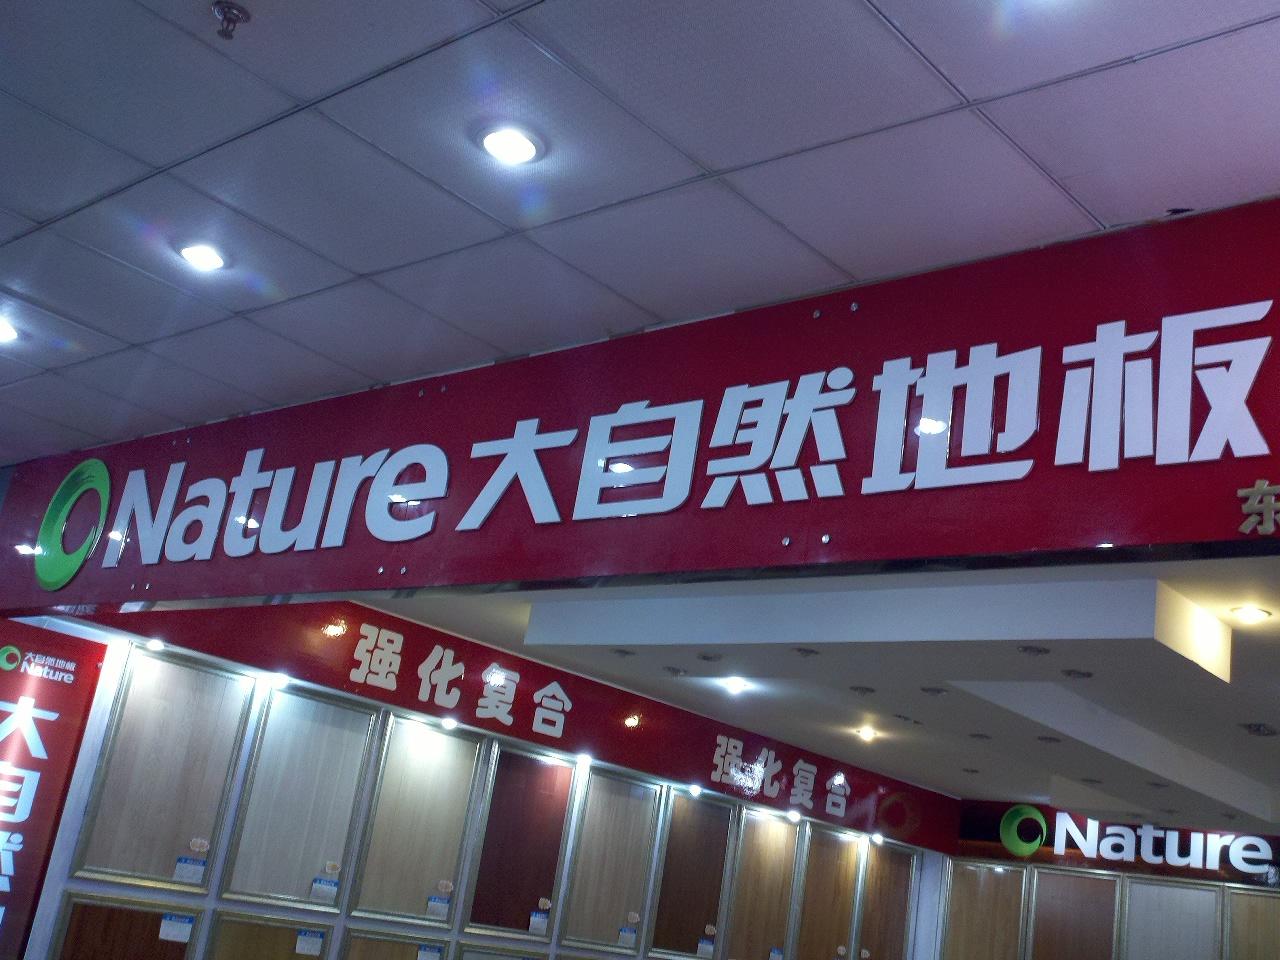 Nature 大自然地板
东
强化复合
强化复合
大自然地板
Nature
大自然
Nature